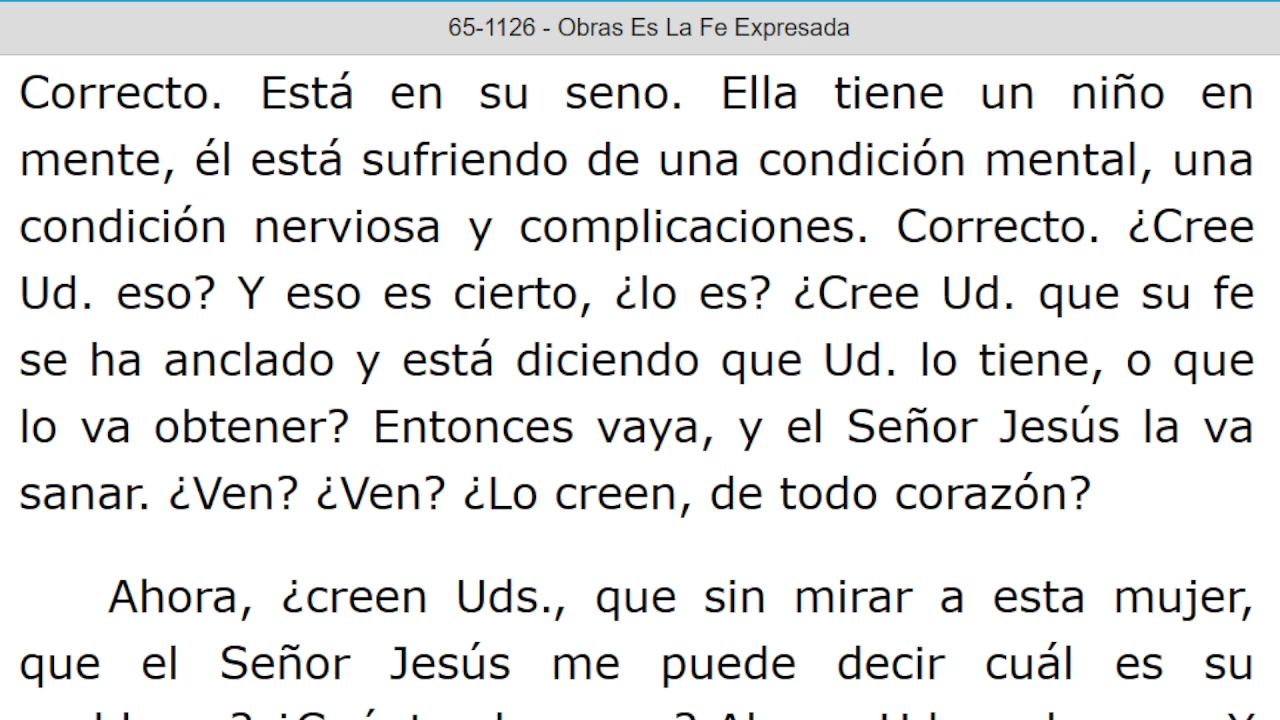 65-1126 - Obras Es La Fe Expresada
Correcto. Está en su seno. Ella tiene un niño en
mente, él está sufriendo de una condición mental, una
condición nerviosa y complicaciones. Correcto. ¿Cree
Ud. eso? Y eso es cierto, ¿lo es? ¿Cree Ud. que su fe
se ha anclado y está diciendo que Ud. lo tiene, o que
lo va obtener? Entonces vaya, y el Señor Jesús la va
sanar. ¿Ven? ¿Ven? ¿Lo creen, de todo corazón?
Ahora, ¿creen Uds., que sin mirar a esta mujer,
que el Señor Jesús me puede decir cuál es su